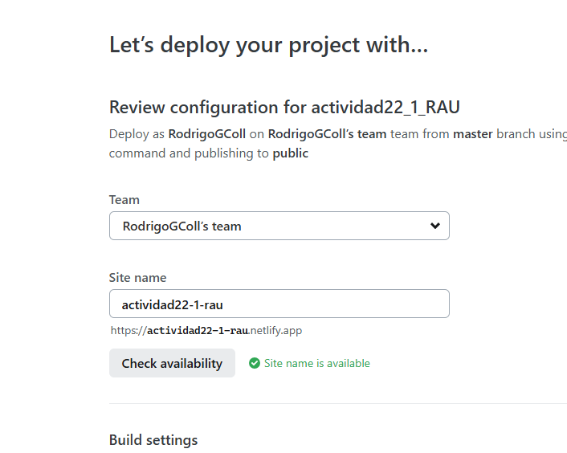 Let’s deploy your project with...
Review configuration for actividad22_1_RAU
Deploy as RodrigoGColl on RodrigoGColl’s team team from master branch using
command and publishing to public
Team
RodrigoGColl’s team
Site name
actividad22-1-rau
https://actividad22-1-rau.netlify.app
Check availability
Site name is available
Build settings